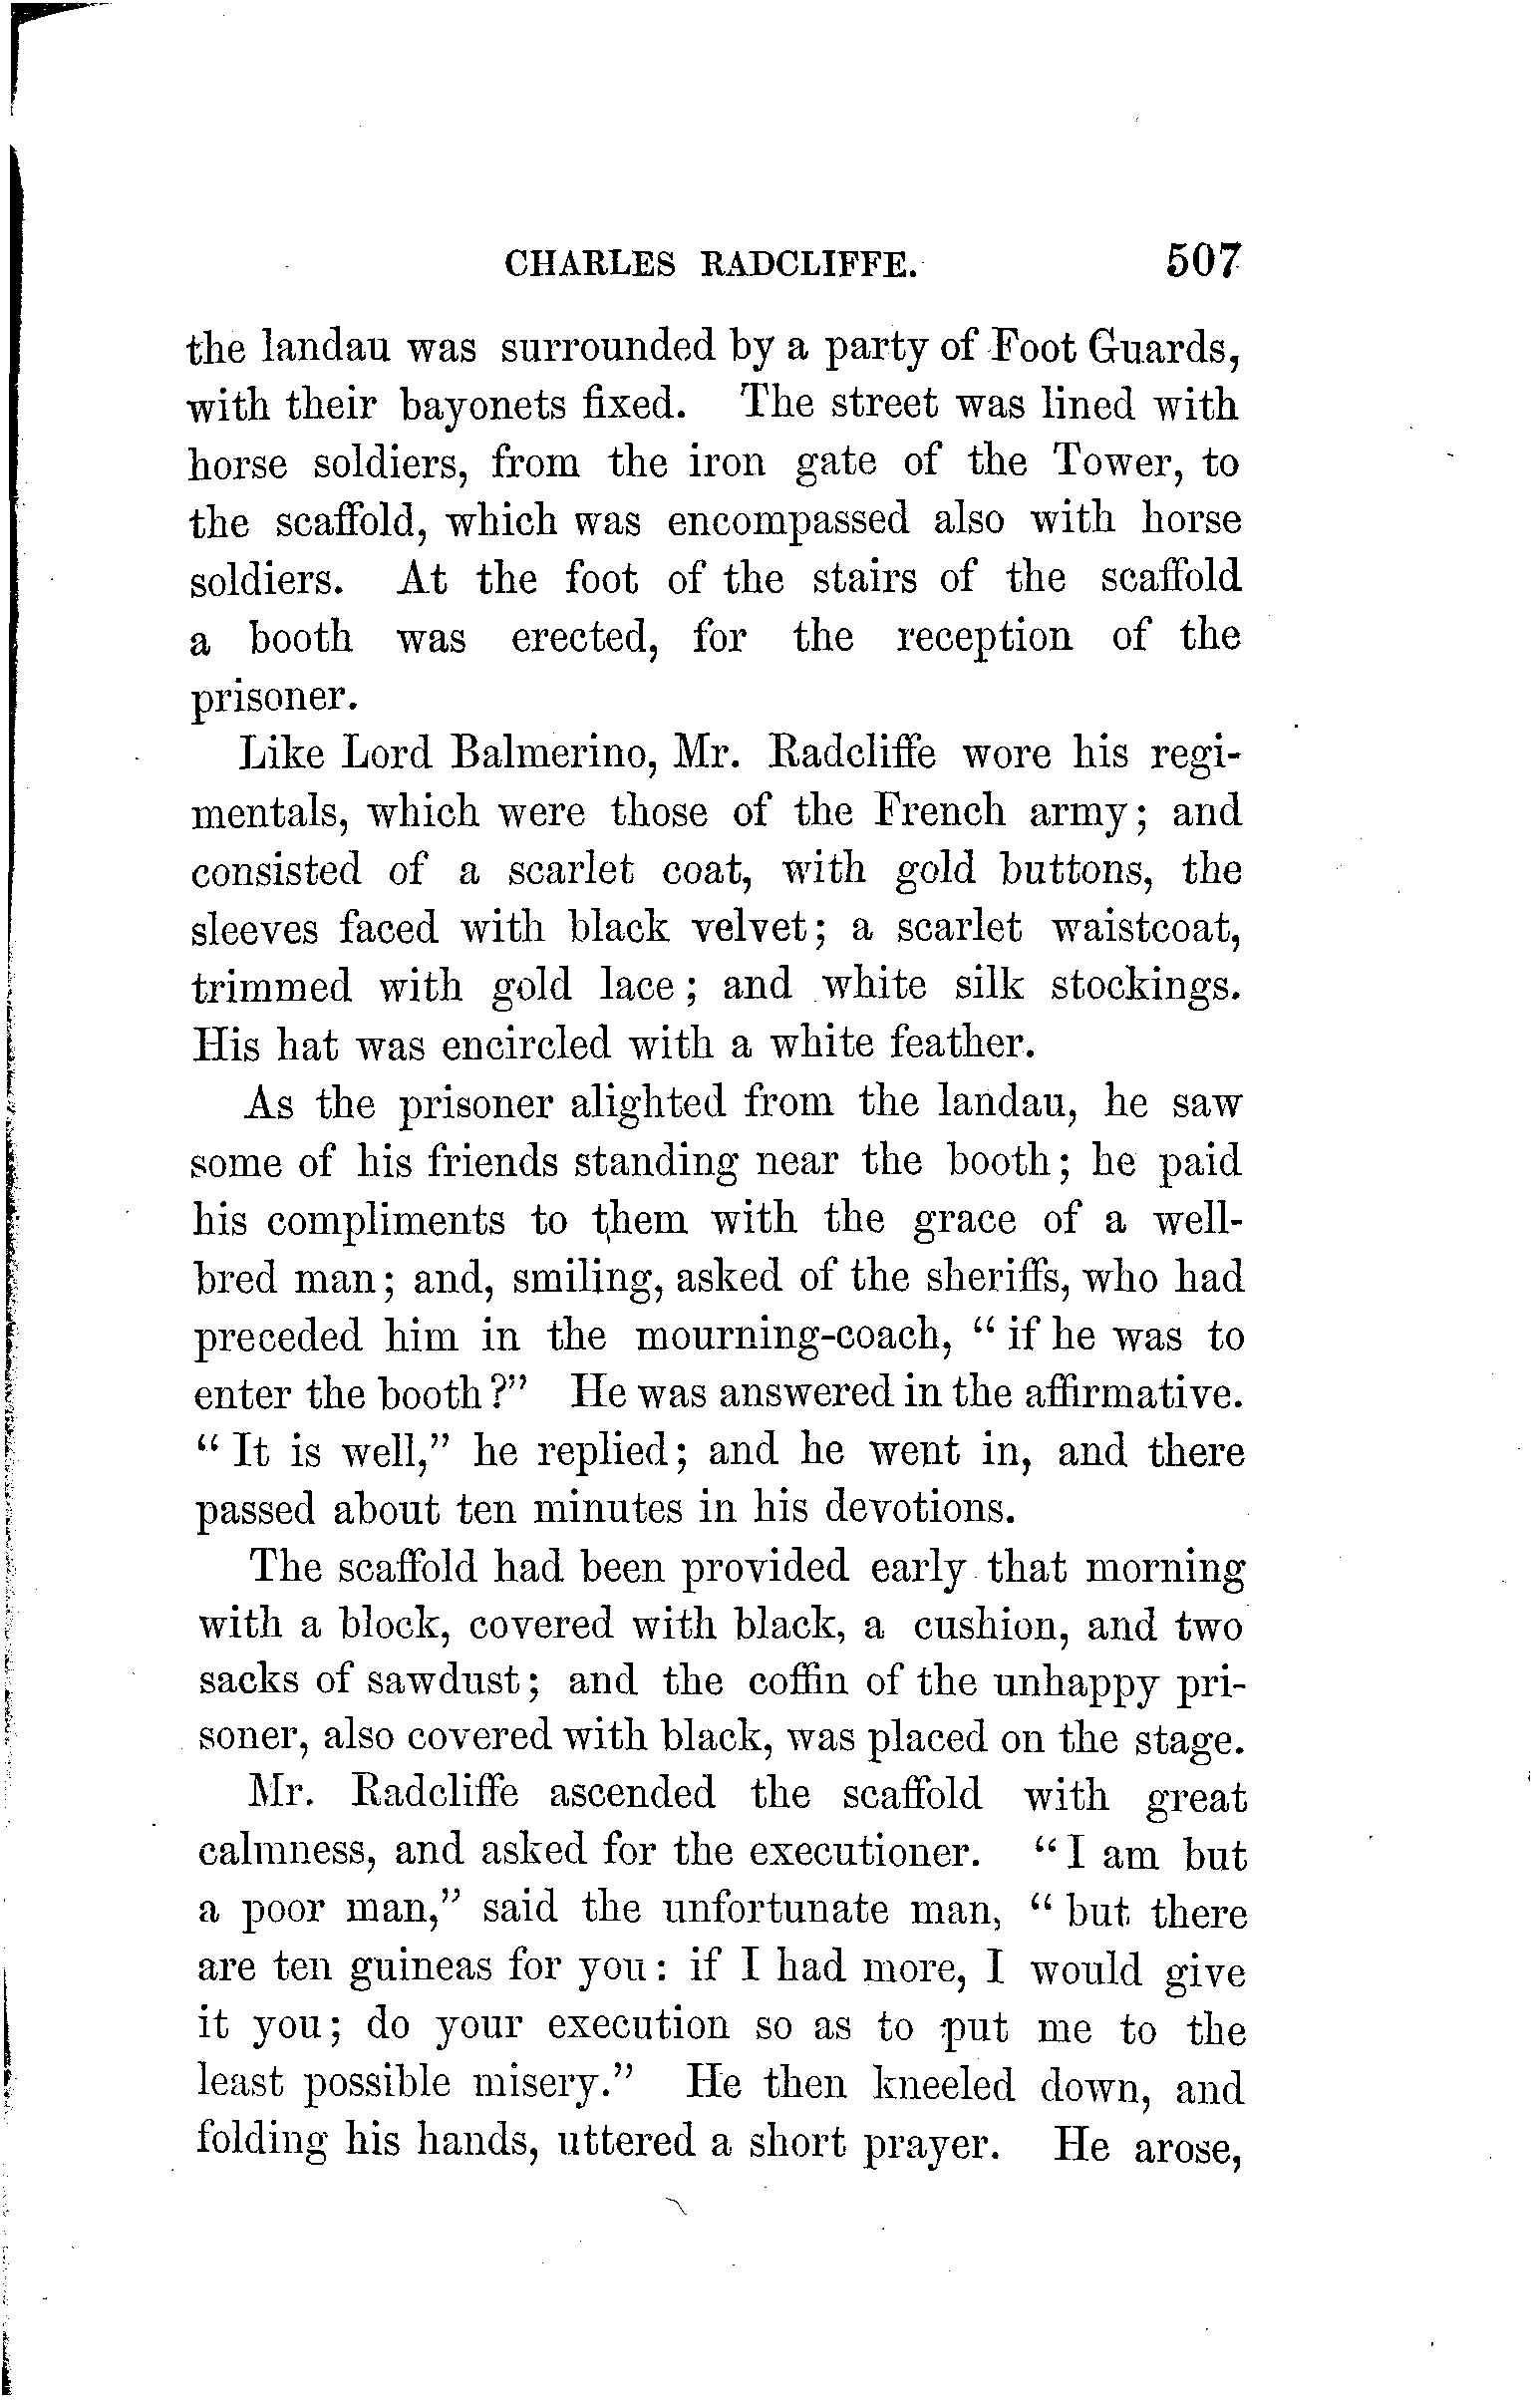 CHARLES RADCLIFFE. 507
the landau was surrounded by a party of Foot Guards,
with their bayonets fixed. The street was lined with
horse soldiers, from the iron gate of the Tower, to
the scaffold, which was encompassed also with horse
soldiers. At the foot of the stairs of the scaffold
a booth was erected, for the reception of the
prisoner.
Like Lord Balmerino, Mr. Radcliffe wore his regi-
mentals, which were those of the French army; and
consisted of a scarlet coat, with gold buttons, the
sleeves faced with black velvet; a scarlet waistcoat,
trimmed with gold lace; and white silk stockings.
His hat was encircled with a white feather.
As the prisoner alighted from the landau, he saw
some of his friends standing near the booth; he paid
his compliments to them with the grace of a well-
bred man; and, smiling, asked of the sheriffs, who had
preceded him in the mourning-coach, "if he was to
enter the booth?" He was answered in the affirmative.
"It is well," he replied; and he went in, and there
passed about ten minutes in his devotions.
The scaffold had been provided early that morning
with a block, covered with black, a cushion, and two
sacks of sawdust; and the coffin of the unhappy pri-
soner, also covered with black, was placed on the stage.
Mr. Radcliffe ascended the scaffold with great
calmness, and asked for the executioner. "I am but
a poor man," said the unfortunate man, "but there
are ten guineas for you: if I had more, I would give
it you; do your execution so as to put me to the
least possible misery." He then kneeled down, and
folding his hands, uttered a short prayer. He arose,